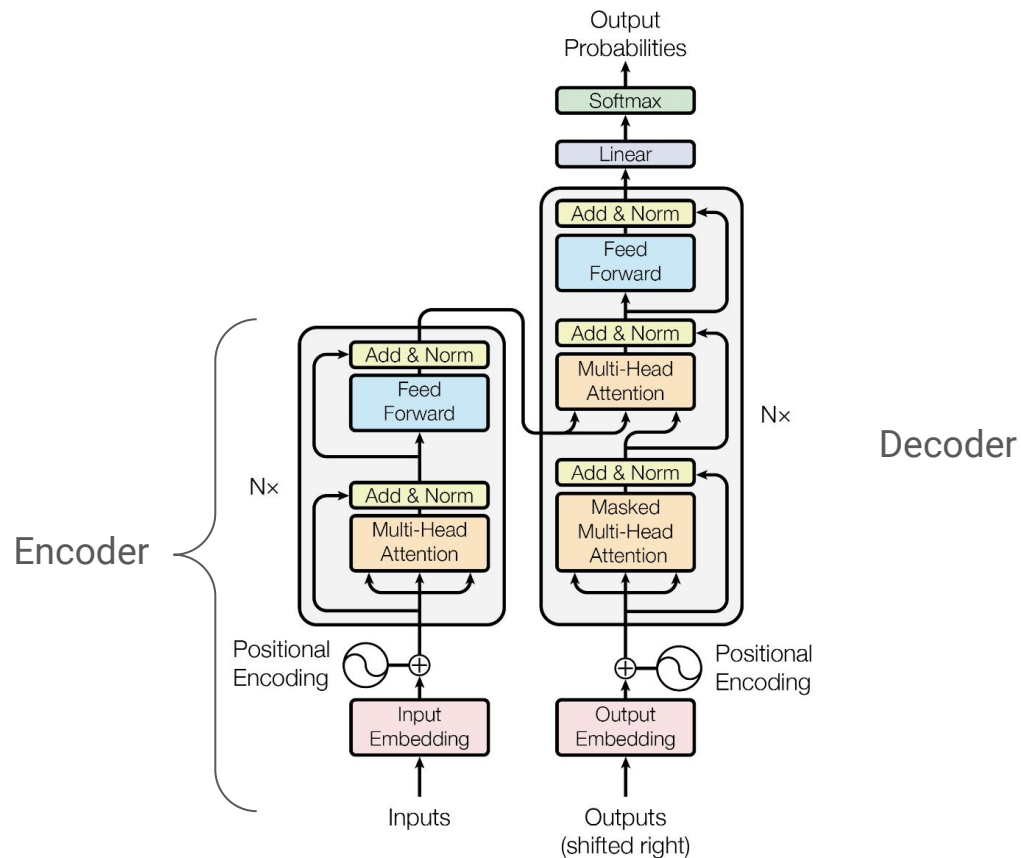 Output
Probabilities
Softmax
Linear
Add & Norm
Feed
Forward
Add & Norm
Multi-Head
Attention
Add & Norm
Masked
Multi-Head
Attention
N×
Decoder
Add & Norm
Feed
Forward
Add & Norm
Multi-Head
Attention
N×
Encoder
Positional
Encoding
Positional
Encoding
Input
Embedding
Output
Embedding
Inputs
Outputs
(shifted right)